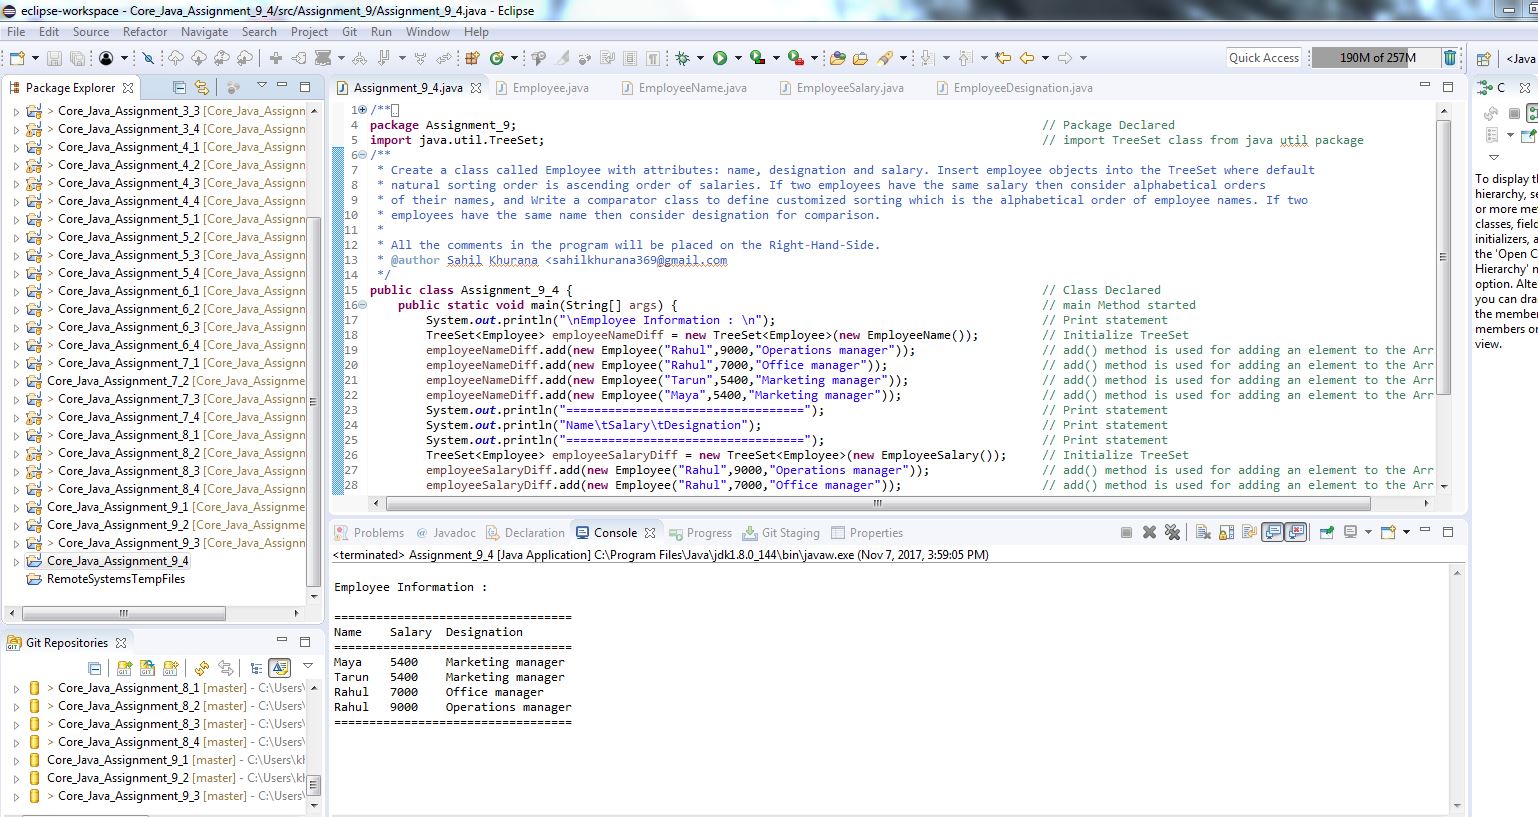 eclipse-workspace - Core_Java_Assignment_9_4/src/Assignment_9/Assignment_9_4.java - Eclipse
File Edit Source Refactor Navigate Search Project Git Run Window Help
Quick Access
190M of 257M
<Java
Package Explorer
> Core_Java_Assignment_3_3 [Core_Java_Assignn
> Core_Java_Assignment_3_4 [Core_Java_Assignn
> Core_Java_Assignment_4_1 [Core_Java_Assignn
> Core_Java_Assignment_4_2 [Core_Java_Assignn
> Core_Java_Assignment_4_3 [Core_Java_Assignn
> Core_Java_Assignment_4_4 [Core_Java_Assignn
> Core_Java_Assignment_5_1 [Core_Java_Assignn
> Core_Java_Assignment_5_2 [Core_Java_Assignn
> Core_Java_Assignment_5_3 [Core_Java_Assignn
> Core_Java_Assignment_5_4 [Core_Java_Assignn
> Core_Java_Assignment_6_1 [Core_Java_Assignn
> Core_Java_Assignment_6_2 [Core_Java_Assignn
> Core_Java_Assignment_6_3 [Core_Java_Assignn
> Core_Java_Assignment_6_4 [Core_Java_Assignn
> Core_Java_Assignment_7_1 [Core_Java_Assignn
Core_Java_Assignment_7_2 [Core_Java_Assignme
> Core_Java_Assignment_7_3 [Core_Java_Assignn
> Core_Java_Assignment_7_4 [Core_Java_Assignn
> Core_Java_Assignment_8_1 [Core_Java_Assignn
> Core_Java_Assignment_8_2 [Core_Java_Assignn
> Core_Java_Assignment_8_3 [Core_Java_Assignn
> Core_Java_Assignment_8_4 [Core_Java_Assignn
Core_Java_Assignment_9_1 [Core_Java_Assignme
Core_Java_Assignment_9_2 [Core_Java_Assignme
> Core_Java_Assignment_9_3 [Core_Java_Assignn
Core_Java_Assignment_9_4
RemoteSystemsTempFiles
Git Repositories
> Core_Java_Assignment_8_1 [master] - C:\Users\
> Core_Java_Assignment_8_2 [master] - C:\Users\
> Core_Java_Assignment_8_3 [master] - C:\Users\
> Core_Java_Assignment_8_4 [master] - C:\Users\
Core_Java_Assignment_9_1 [master] - C:\Users\kh
Core_Java_Assignment_9_2 [master] - C:\Users\kh
> Core_Java_Assignment_9_3 [master] - C:\Users\
Assignment_9_4.java Employee.java EmployeeName.java EmployeeSalary.java EmployeeDesignation.java
1 /**
4 package Assignment_9; // Package Declared
5 import java.util.TreeSet; // import TreeSet class from java util package
6 /**
7 * Create a class called Employee with attributes: name, designation and salary. Insert employee objects into the TreeSet where default
8 * natural sorting order is ascending order of salaries. If two employees have the same salary then consider alphabetical orders
9 * of their names, and Write a comparator class to define customized sorting which is the alphabetical order of employee names. If two
10 * employees have the same name then consider designation for comparison.
11 *
12 * All the comments in the program will be placed on the Right-Hand-Side.
13 * @author Sahil Khurana <sahilkhurana369@gmail.com
14 */
15 public class Assignment_9_4 { // Class Declared
16 public static void main(String[] args) { // main Method started
17 System.out.println("\nEmployee Information : \n"); // Print statement
18 TreeSet<Employee> employeeNameDiff = new TreeSet<Employee>(new EmployeeName()); // Initialize TreeSet
19 employeeNameDiff.add(new Employee("Rahul",9000,"Operations manager")); // add() method is used for adding an element to the Arr
20 employeeNameDiff.add(new Employee("Rahul",7000,"Office manager")); // add() method is used for adding an element to the Arr
21 employeeNameDiff.add(new Employee("Tarun",5400,"Marketing manager")); // add() method is used for adding an element to the Arr
22 employeeNameDiff.add(new Employee("Maya",5400,"Marketing manager")); // add() method is used for adding an element to the Arr
23 System.out.println("=================================="); // Print statement
24 System.out.println("Name\tSalary\tDesignation"); // Print statement
25 System.out.println("=================================="); // Print statement
26 TreeSet<Employee> employeeSalaryDiff = new TreeSet<Employee>(new EmployeeSalary()); // Initialize TreeSet
27 employeeSalaryDiff.add(new Employee("Rahul",9000,"Operations manager")); // add() method is used for adding an element to the Arr
28 employeeSalaryDiff.add(new Employee("Rahul",7000,"Office manager")); // add() method is used for adding an element to the Arr
Problems @ Javadoc Declaration Console Progress Git Staging Properties
<terminated> Assignment_9_4 [Java Application] C:\Program Files\Java\jdk1.8.0_144\bin\javaw.exe (Nov 7, 2017, 3:59:05 PM)
Employee Information :
==================================
Name Salary Designation
==================================
Maya 5400 Marketing manager
Tarun 5400 Marketing manager
Rahul 7000 Office manager
Rahul 9000 Operations manager
==================================
C
To display th
hierarchy, se
or more me
classes, field
initializers, a
the 'Open C
Hierarchy' n
option. Alte
you can dra
the member
members or
view.